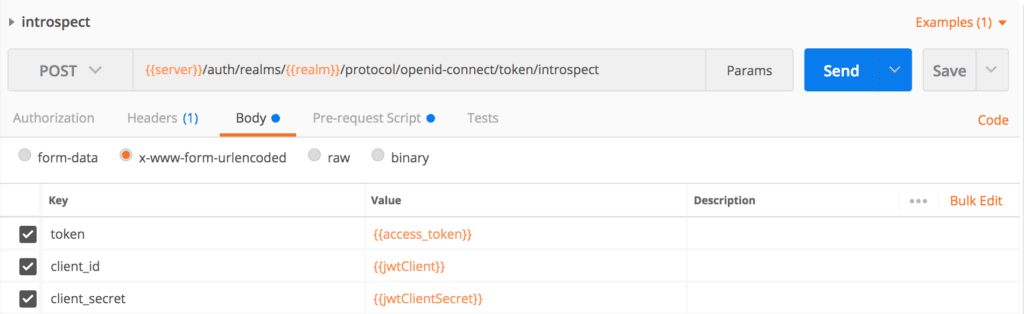 introspect Examples (1)
POST {{server}}/auth/realms/{{realm}}/protocol/openid-connect/token/introspect Params Send Save
Authorization Headers (1) Body Pre-request Script Tests Code
form-data x-www-form-urlencoded raw binary
Key Value Description ••• Bulk Edit
token {{access_token}}
client_id {{jwtClient}}
client_secret {{jwtClientSecret}}